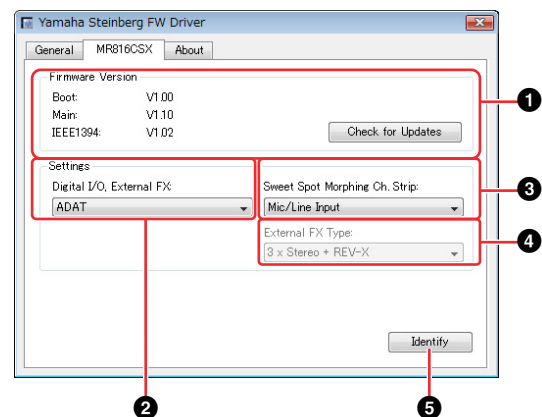 Yamaha Steinberg FW Driver
General MR816CSX About
Firmware Version
Boot: V1.00
Main: V1.10
IEEE1394: V1.02
Check for Updates
1
Settings
Digital I/O, External FX: Sweet Spot Morphing Ch. Strip:
ADAT Mic/Line Input
3
External FX Type:
3 x Stereo + REV-X
4
Identify
2 5